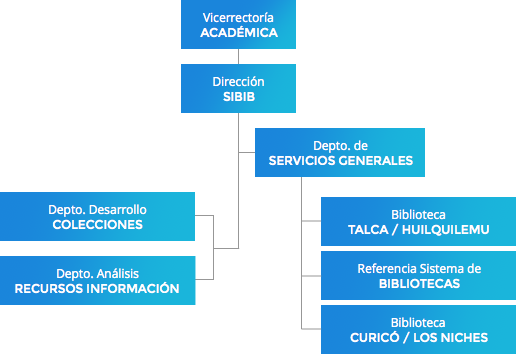 Vicerrectoría
ACADÉMICA
Dirección
SIBIB
Depto. de
SERVICIOS GENERALES
Depto. Desarrollo
COLECCIONES
Depto. Análisis
RECURSOS INFORMACIÓN
Biblioteca
TALCA / HUILQUILEMU
Referencia Sistema de
BIBLIOTECAS
Biblioteca
CURICÓ / LOS NICHES